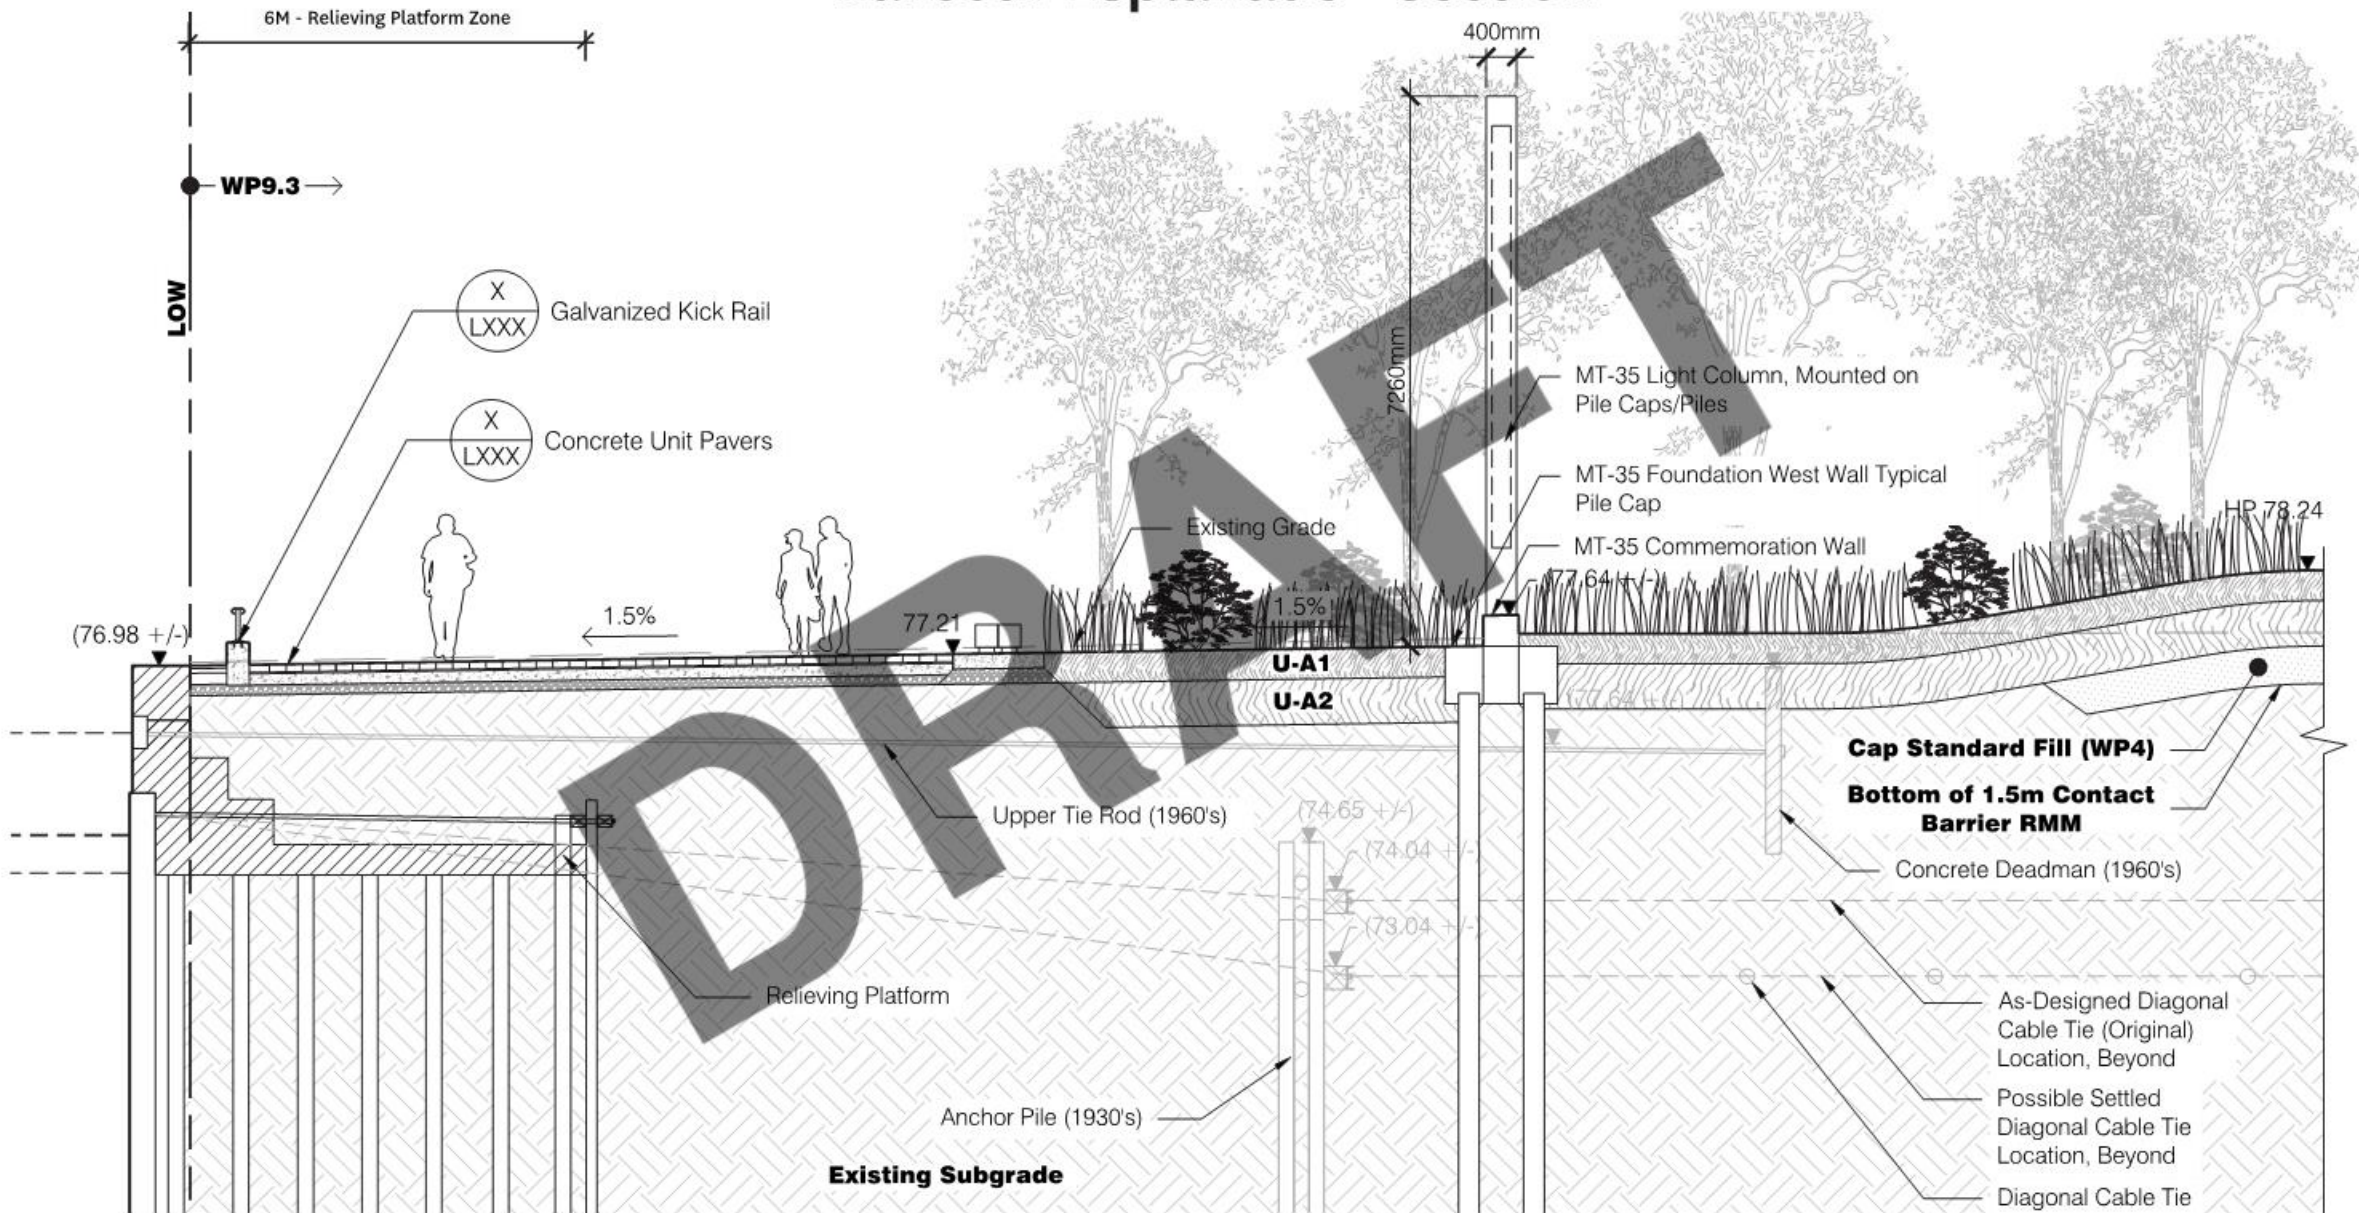 6M - Relieving Platform Zone
400mm
WP9.3
LOW
X
LXXX
Galvanized Kick Rail
X
LXXX
Concrete Unit Pavers
7260mm
MT-35 Light Column, Mounted on
Pile Caps/Piles
MT-35 Foundation West Wall Typical
Pile Cap
MT-35 Commemoration Wall
(77.64 +/-)
HP 78.24
Existing Grade
(76.98 +/-)
1.5%
77.21
1.5%
U-A1
U-A2
(77.64 +/-)
DRAFT
Cap Standard Fill (WP4)
Bottom of 1.5m Contact
Barrier RMM
Upper Tie Rod (1960's)
(74.65 +/-)
(74.04 +/-)
(73.04 +/-)
Concrete Deadman (1960's)
Relieving Platform
As-Designed Diagonal
Cable Tie (Original)
Location, Beyond
Anchor Pile (1930's)
Possible Settled
Diagonal Cable Tie
Location, Beyond
Existing Subgrade
Diagonal Cable Tie